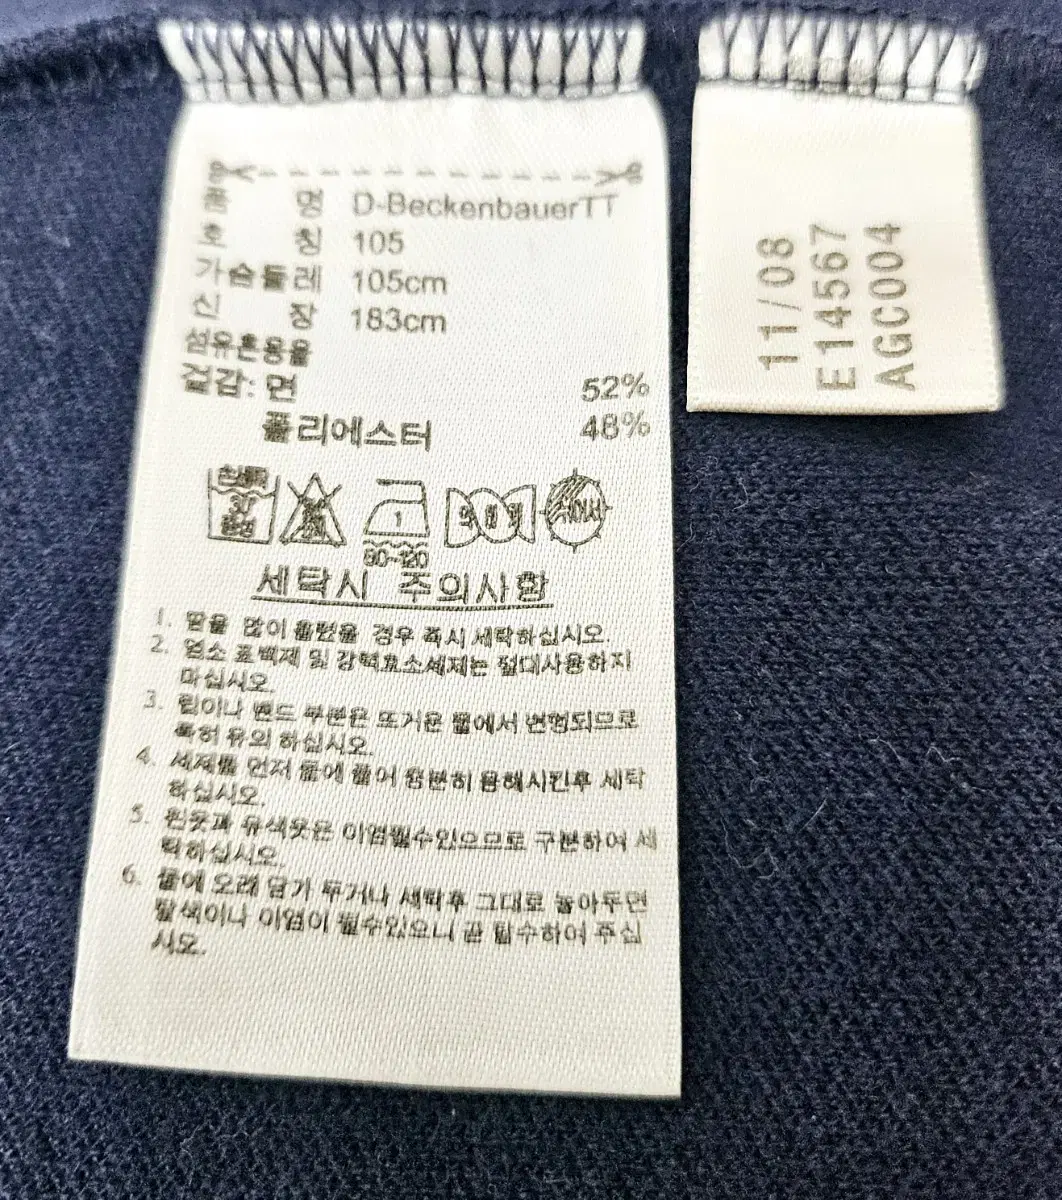 품 명 D-BeckenbauerTT
호 칭 105
가슴둘레 105cm
신 장 183cm
섬유혼용율
겉감: 면 52%
폴리에스터 48%
손세탁
1
80~120
약하게
세탁시 주의사항
1. 땀을 많이 흘렸을 경우 즉시 세탁하십시오.
2. 염소 표백제 및 강력효소세제는 절대사용하지
마십시오.
3. 립이나 밴드 부분은 뜨거운 물에서 변형되므로
특히 유의 하십시오.
4. 세제를 먼저 물에 풀어 충분히 용해시킨후 세탁
하십시오.
5. 흰옷과 유색옷은 이염될수있으므로 구분하여 세
탁하십시오.
6. 물에 오래 담가 두거나 세탁후 그대로 놓아두면
탈색이나 이염이 될수있으니 곧 탈수하여 주십
시오.
11/08
E14567
AGC004